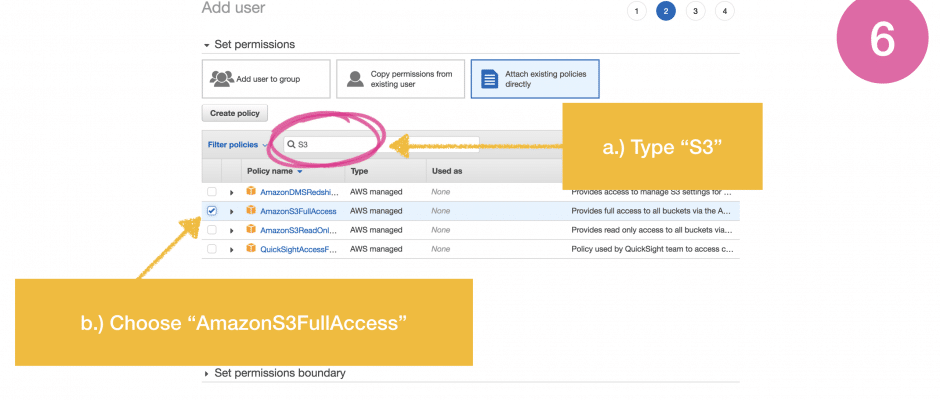 Add user
1 2 3 4
6
Set permissions
Add user to group
Copy permissions from
existing user
Attach existing policies
directly
Create policy
Filter policies
S3
a.) Type “S3”
Policy name Type Used as
AmazonDMSRedshi... AWS managed None Provides access to manage S3 settings for ...
AmazonS3FullAccess AWS managed None Provides full access to all buckets via the A...
AmazonS3ReadOnl... AWS managed None Provides read only access to all buckets via...
QuickSightAccessF... AWS managed None Policy used by QuickSight team to access c...
b.) Choose “AmazonS3FullAccess”
Set permissions boundary